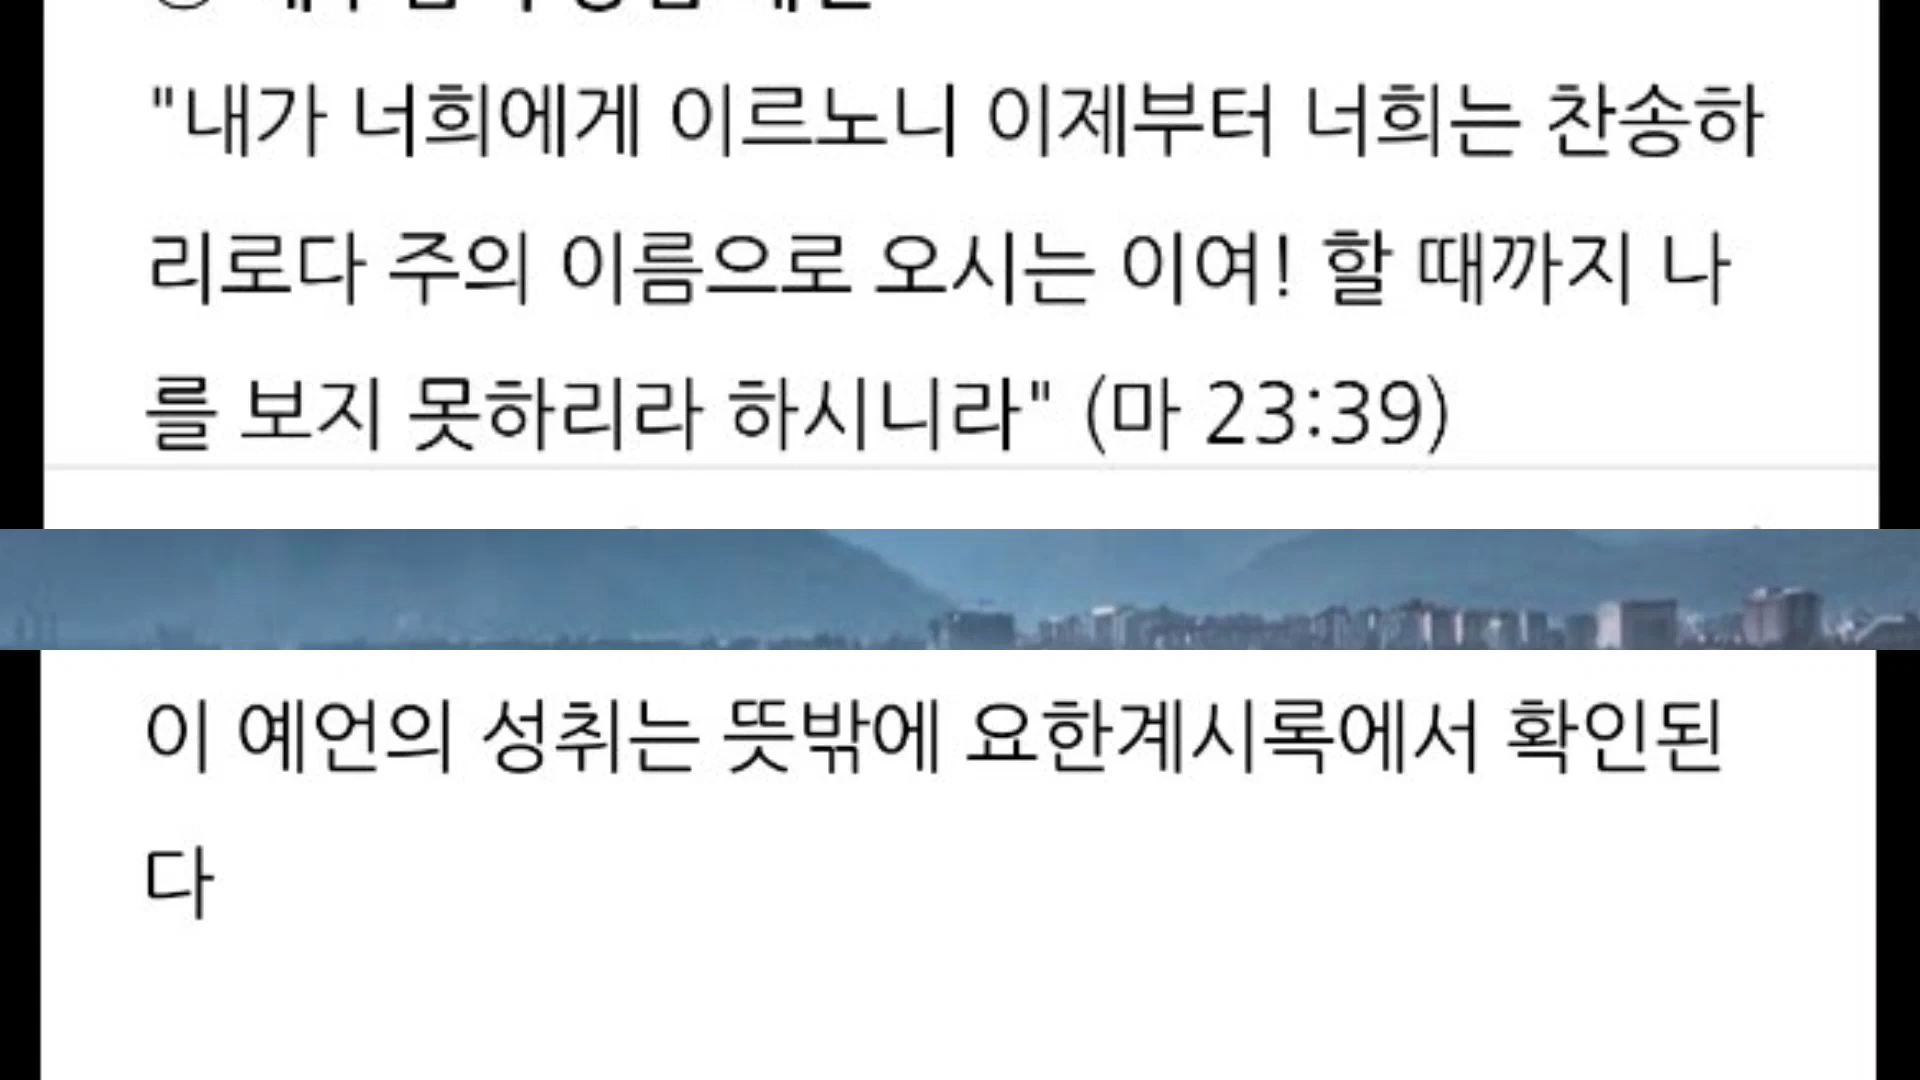 "내가 너희에게 이르노니 이제부터 너희는 찬송하
리로다 주의 이름으로 오시는 이여! 할 때까지 나
를 보지 못하리라 하시니라" (마 23:39)
이 예언의 성취는 뜻밖에 요한계시록에서 확인된
다